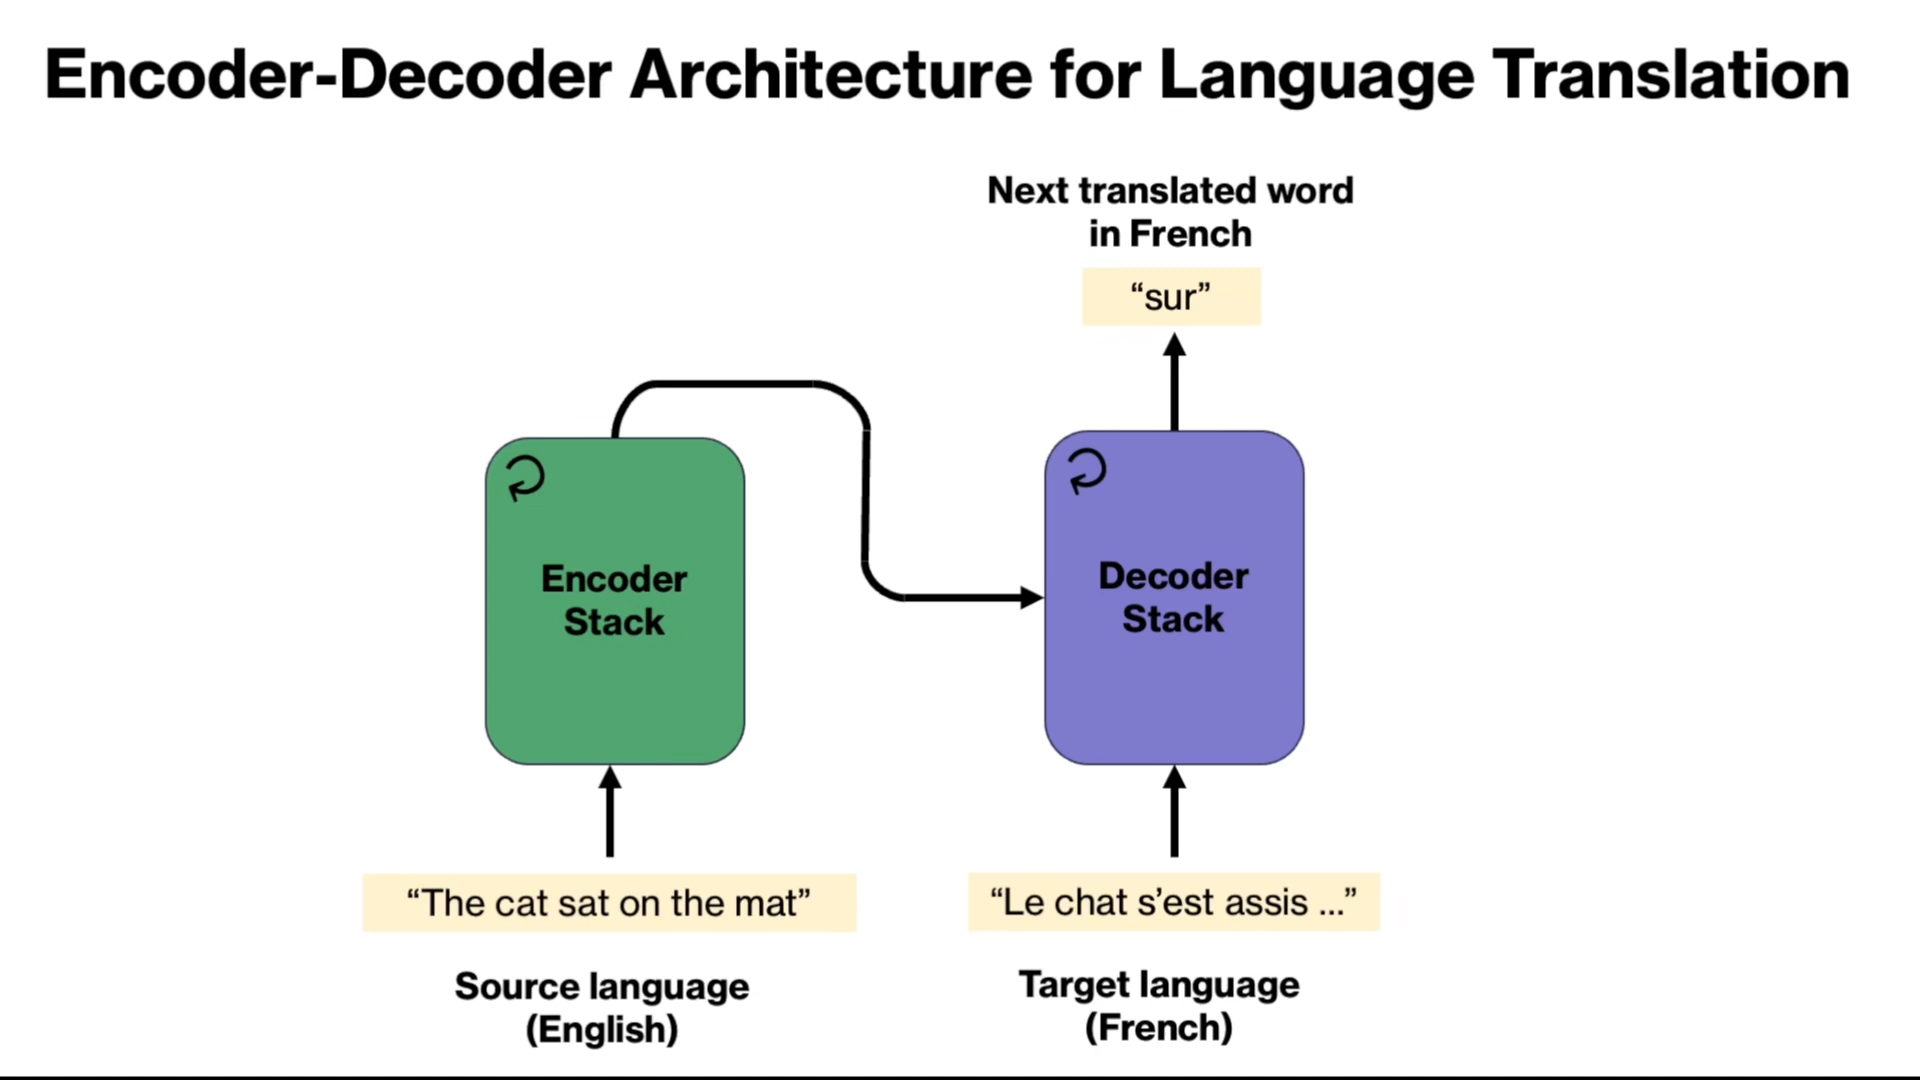 Encoder-Decoder Architecture for Language Translation
Next translated word
in French
“sur”
Encoder
Stack
Decoder
Stack
“The cat sat on the mat”
“Le chat s’est assis ...”
Source language
(English)
Target language
(French)